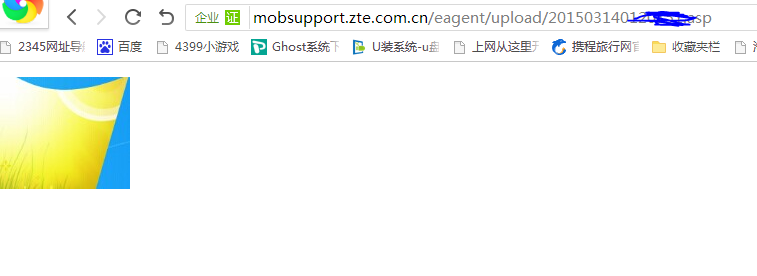 企业 证 mobsupport.zte.com.cn/eagent/upload/2015031401 asp
2345网址导 百度 4399小游戏 Ghost系统下 U装系统-u盘 上网从这里开 携程旅行网官 收藏夹栏